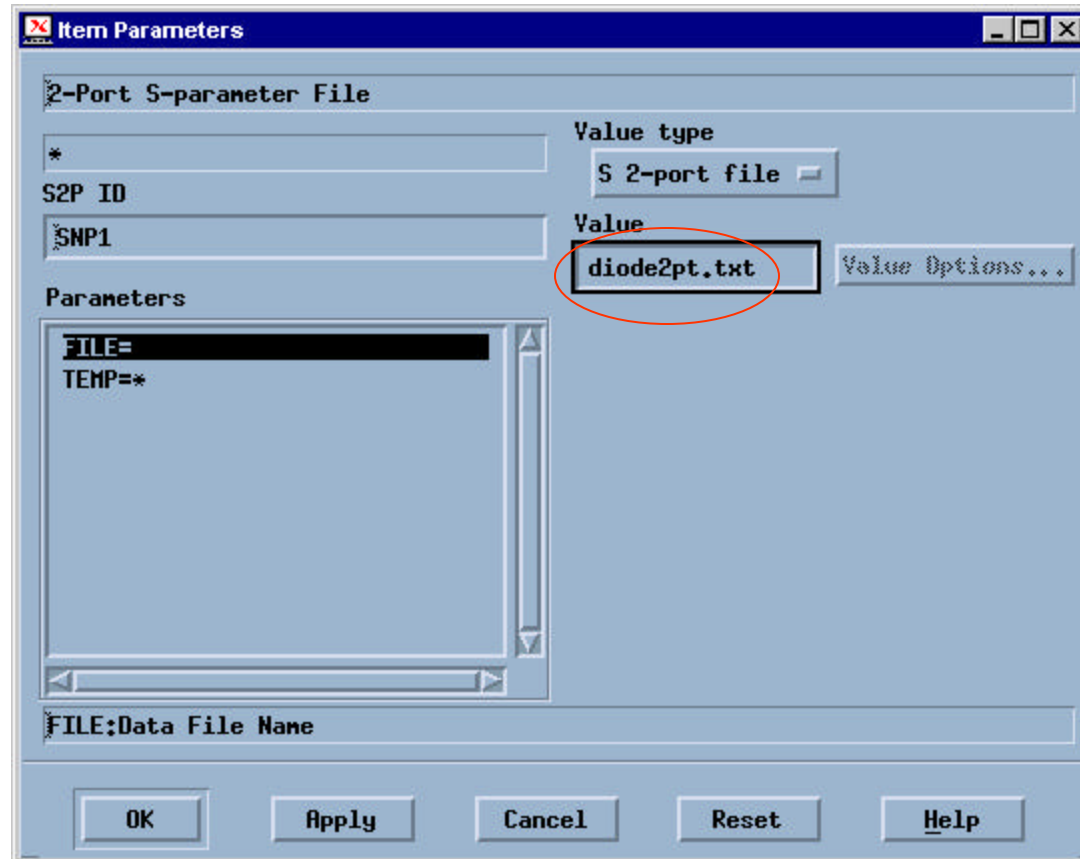 Item Parameters
2-Port S-parameter File
*
S2P ID
SNP1
Parameters
FILE=
TEMP=*
Value type
S 2-port file
Value
diode2pt.txt
Value Options...
FILE:Data File Name
OK
Apply
Cancel
Reset
Help